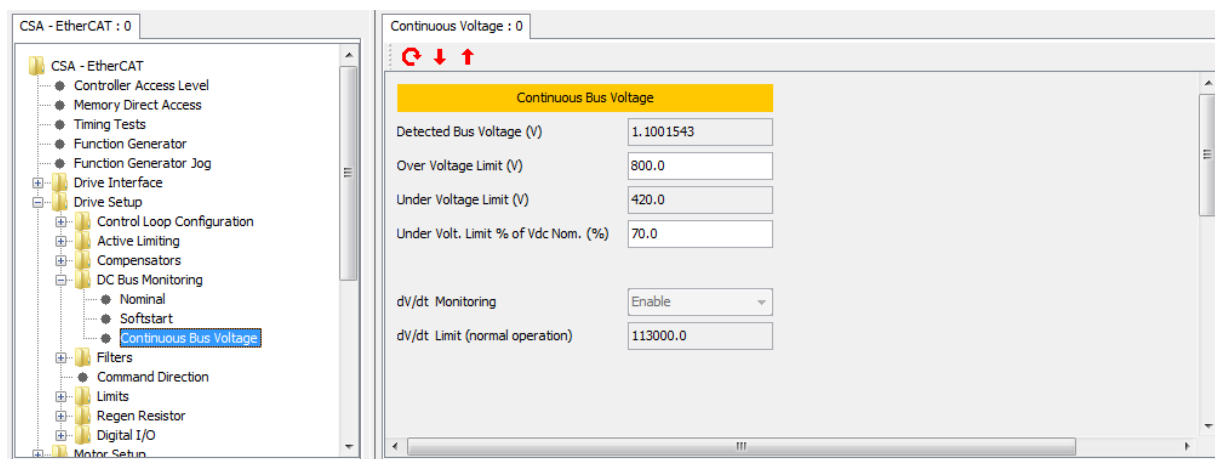 CSA - EtherCAT : 0
CSA - EtherCAT
Controller Access Level
Memory Direct Access
Timing Tests
Function Generator
Function Generator Jog
Drive Interface
Drive Setup
Control Loop Configuration
Active Limiting
Compensators
DC Bus Monitoring
Nominal
Softstart
Continuous Bus Voltage
Filters
Command Direction
Limits
Regen Resistor
Digital I/O
Motor Setup
Continuous Voltage : 0
Continuous Bus Voltage
Detected Bus Voltage (V) 1.1001543
Over Voltage Limit (V) 800.0
Under Voltage Limit (V) 420.0
Under Volt. Limit % of Vdc Nom. (%) 70.0
dV/dt Monitoring Enable
dV/dt Limit (normal operation) 113000.0